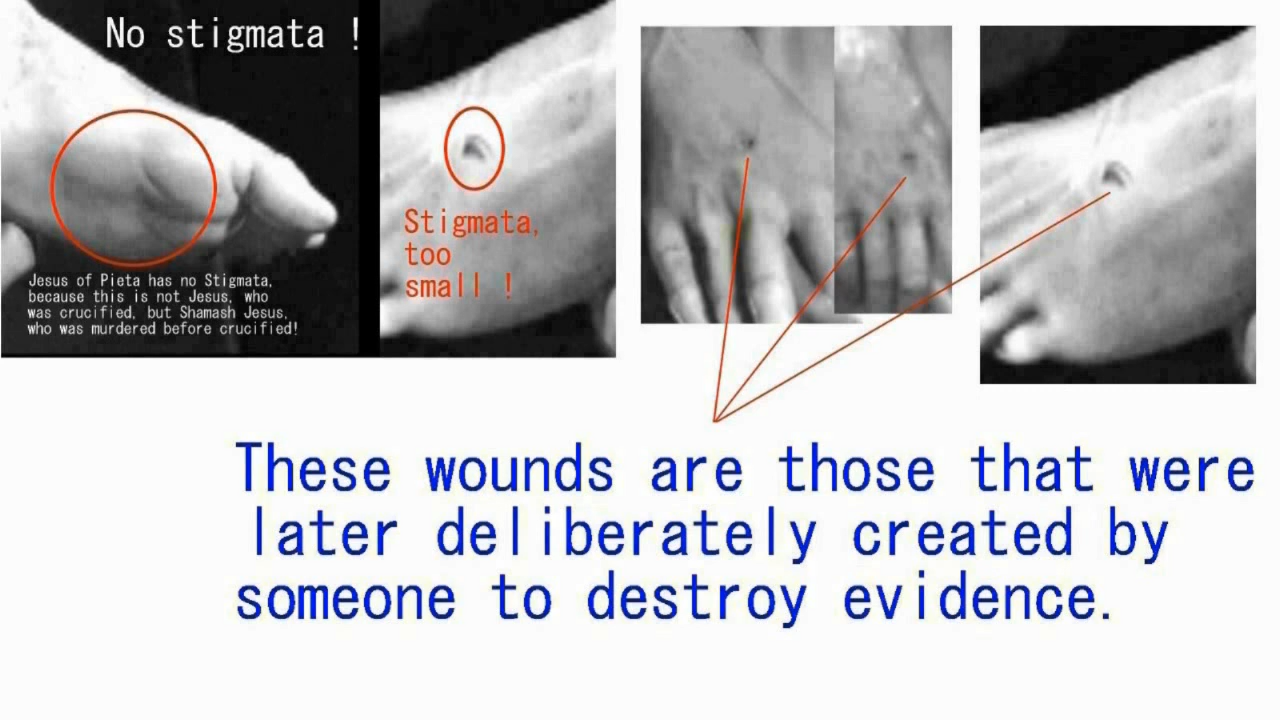 No stigmata !
Jesus of Pieta has no Stigmata,
because this is not Jesus, who
was crucified, but Shamash Jesus,
who was murdered before crucified!
Stigmata,
too
small !
These wounds are those that were
later deliberately created by
someone to destroy evidence.